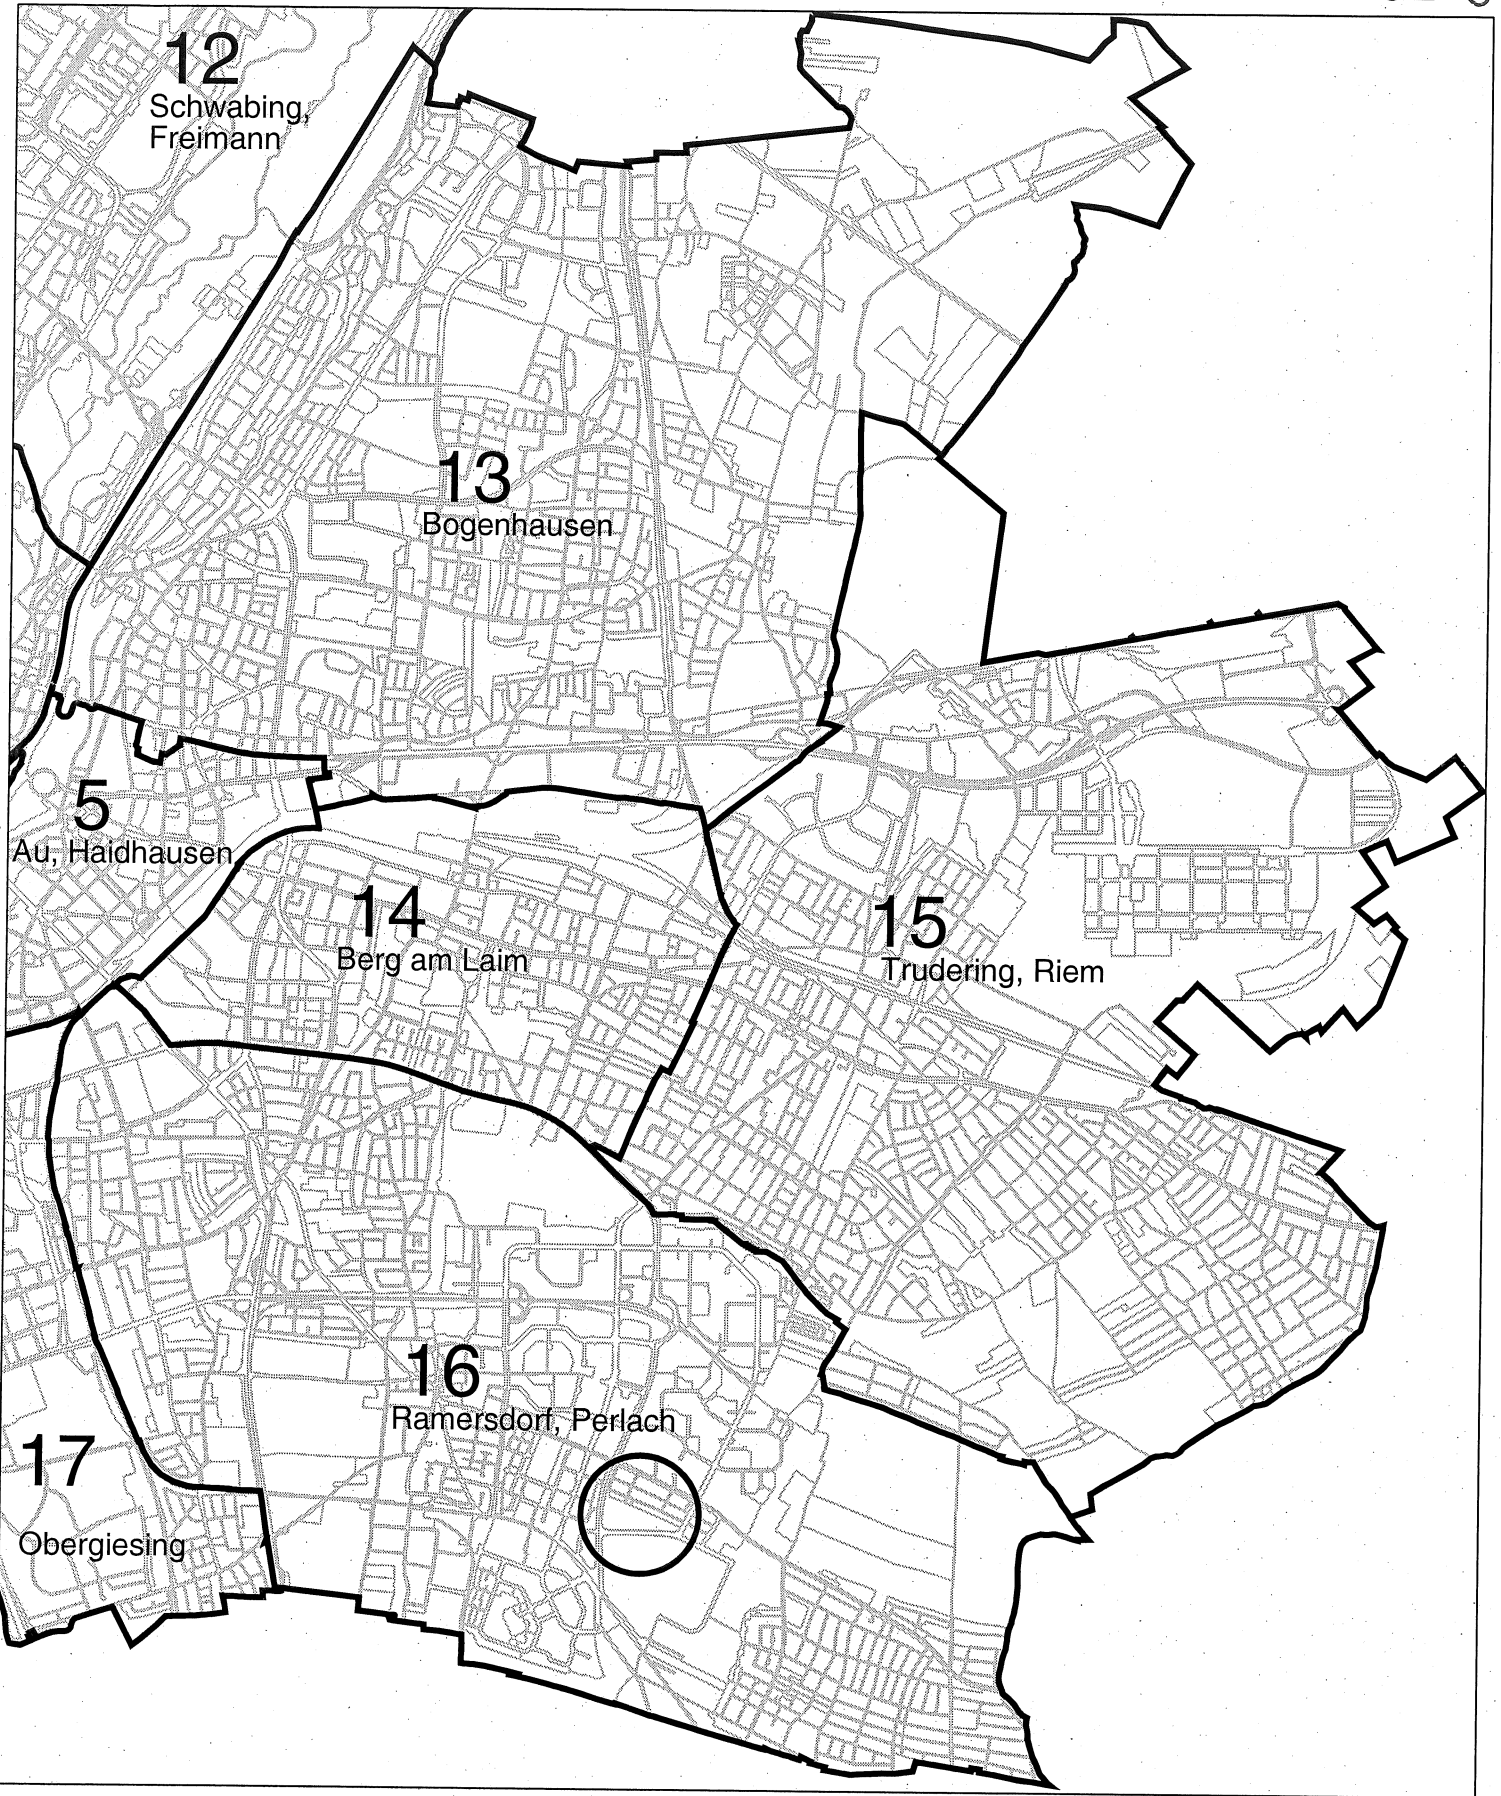 12
Schwabing,
Freimann
13
Bogenhausen
5
Au, Haidhausen
14
Berg am Laim
15
Trudering, Riem
16
Ramersdorf, Perlach
17
Obergiesing